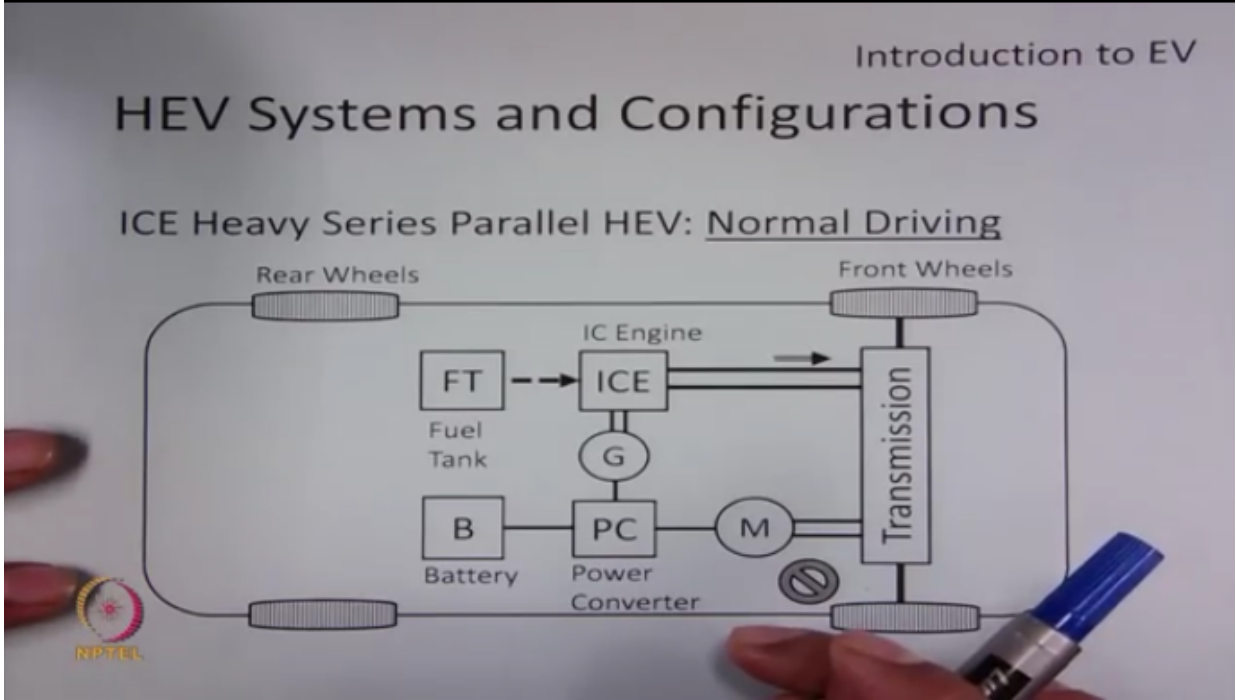 Introduction to EV
HEV Systems and Configurations
ICE Heavy Series Parallel HEV: Normal Driving
Rear Wheels
Front Wheels
IC Engine
FT
ICE
Fuel
Tank
G
Transmission
B
PC
M
Battery
Power
Converter
NPTEL